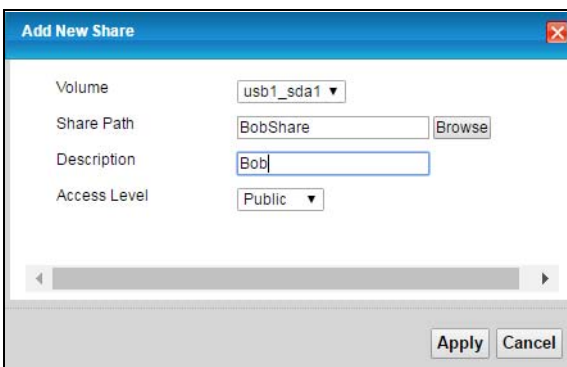 Add New Share
Volume usb1_sda1
Share Path BobShare Browse
Description Bob
Access Level Public
Apply Cancel